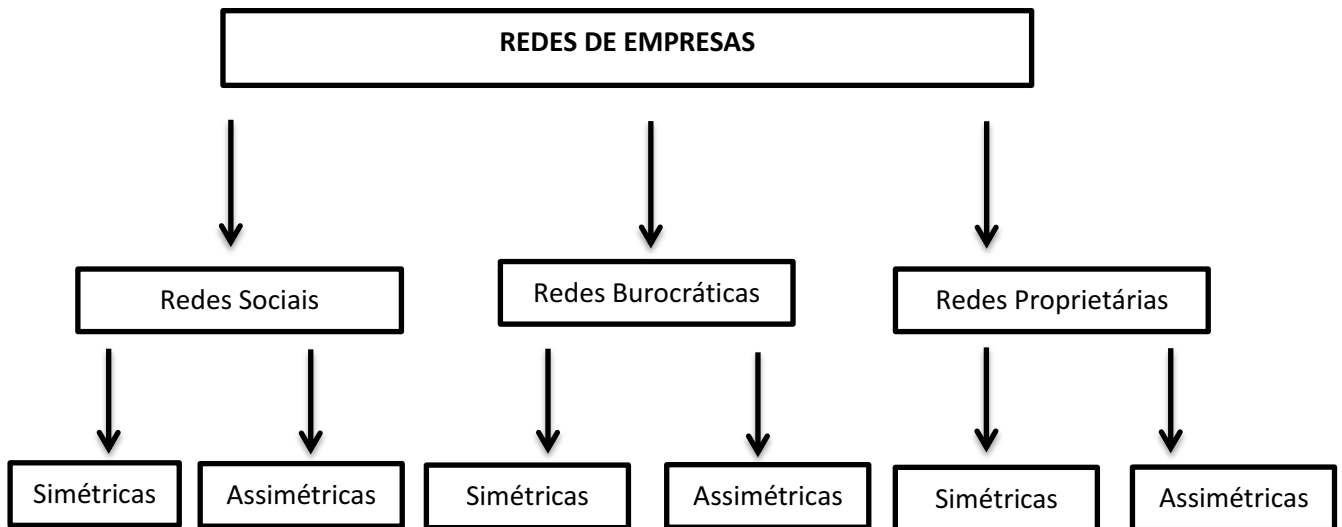 REDES DE EMPRESAS
Redes Sociais
Redes Burocráticas
Redes Proprietárias
Simétricas
Assimétricas
Simétricas
Assimétricas
Simétricas
Assimétricas